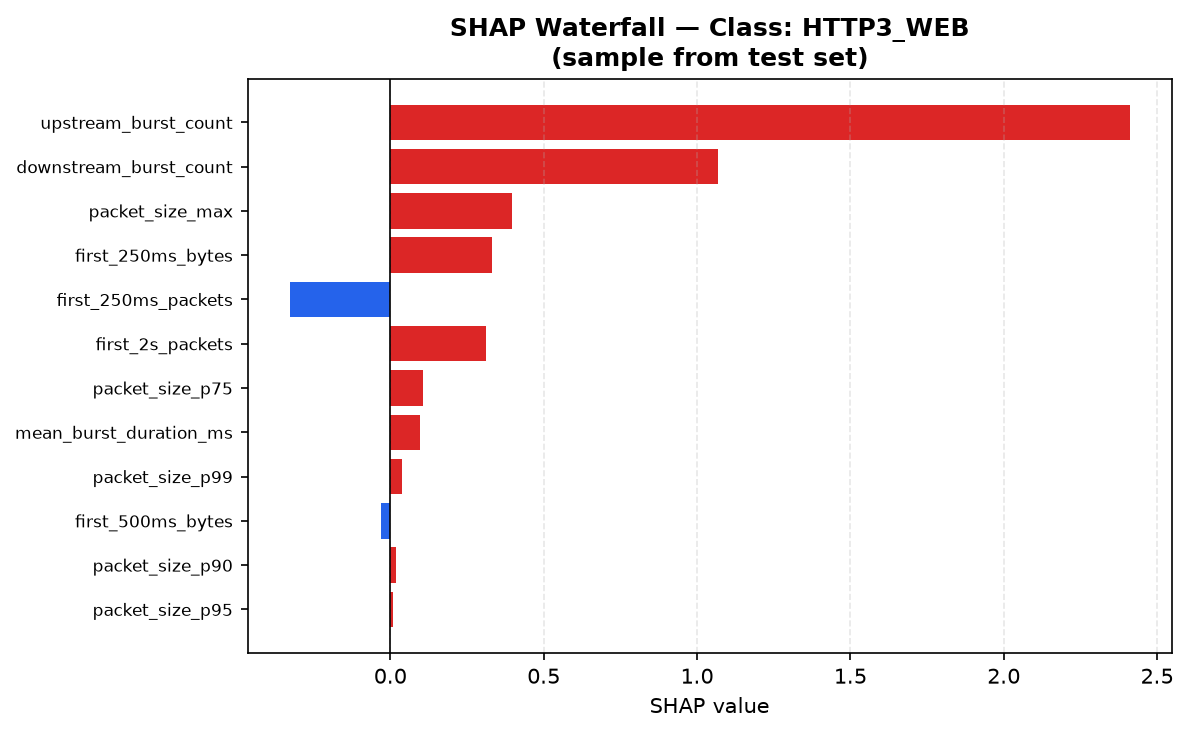 SHAP Waterfall — Class: HTTP3_WEB
(sample from test set)
upstream_burst_count
downstream_burst_count
packet_size_max
first_250ms_bytes
first_250ms_packets
first_2s_packets
packet_size_p75
mean_burst_duration_ms
packet_size_p99
first_500ms_bytes
packet_size_p90
packet_size_p95
0.0 0.5 1.0 1.5 2.0 2.5
SHAP value